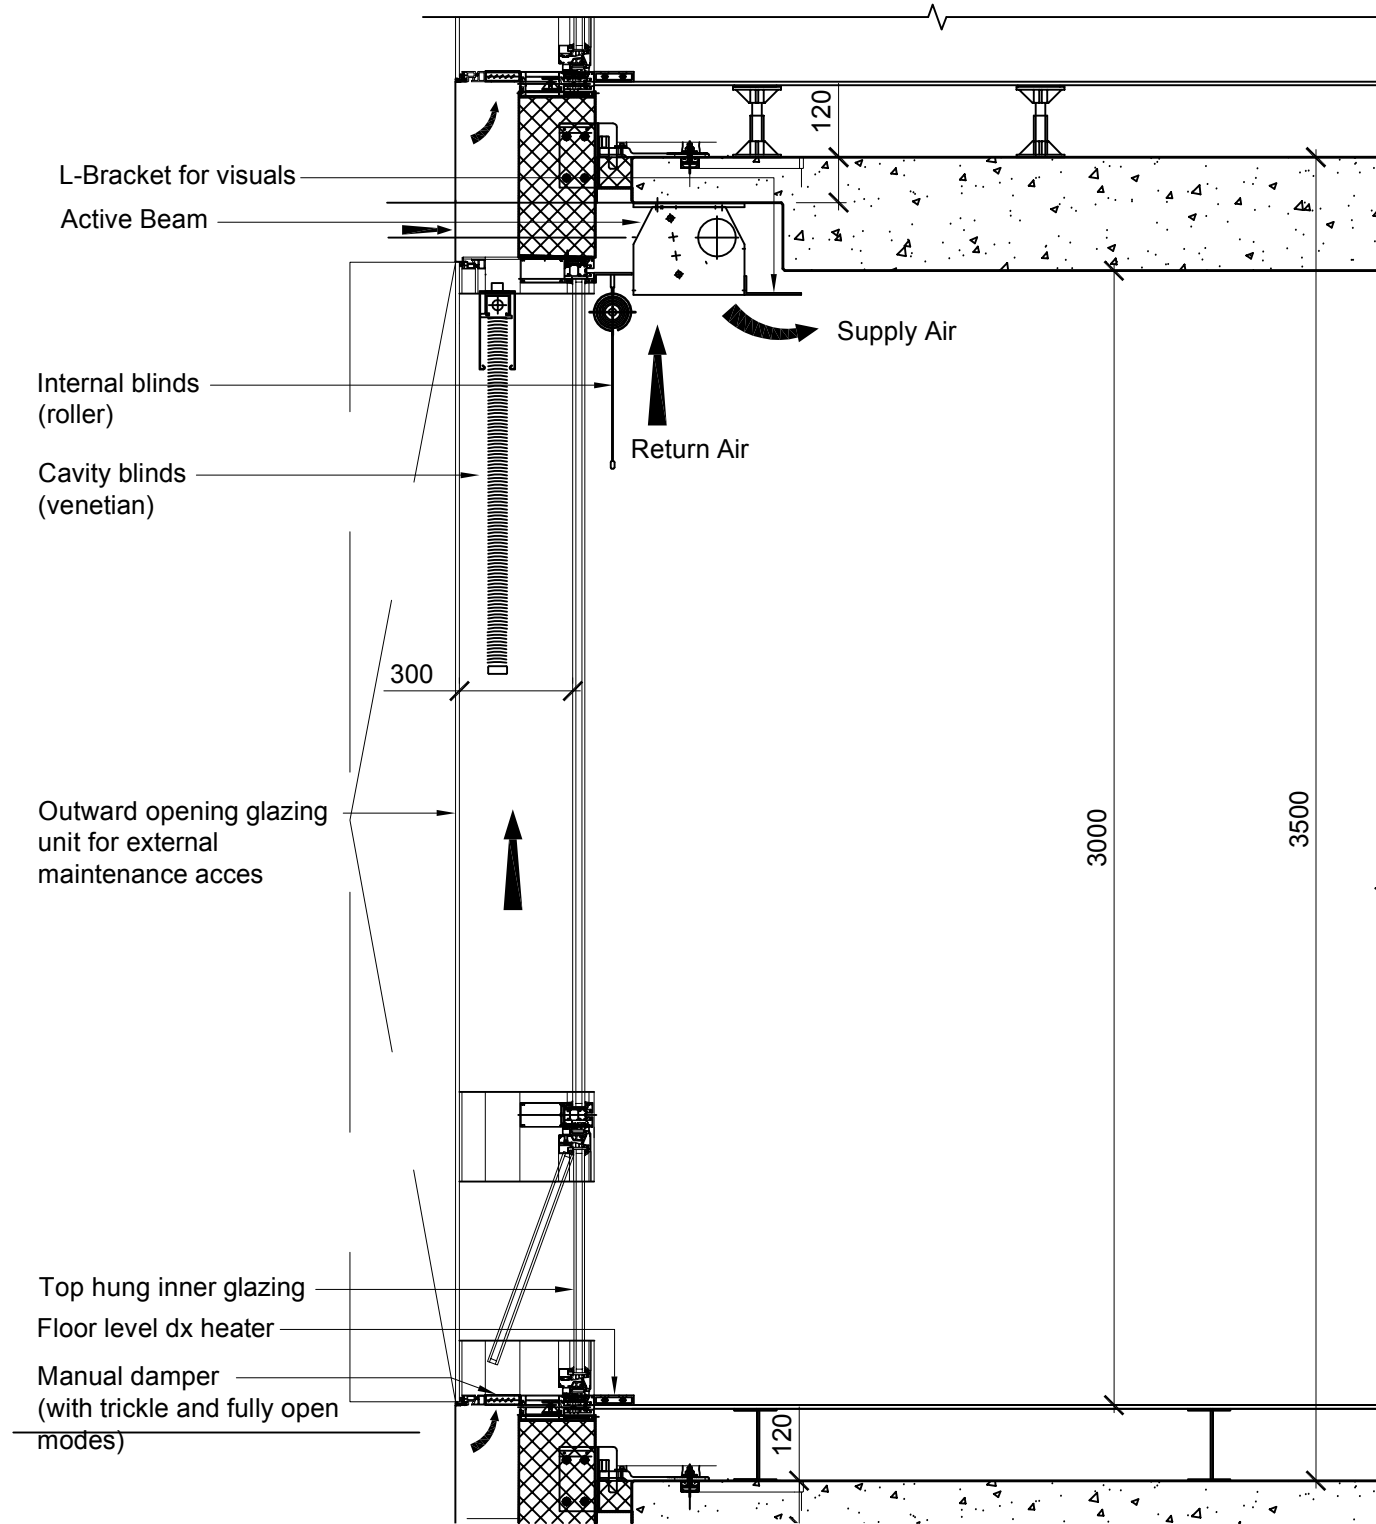 120
L-Bracket for visuals
Active Beam
Supply Air
Internal blinds
(roller)
Return Air
Cavity blinds
(venetian)
300
Outward opening glazing
unit for external
maintenance acces
3000
3500
Top hung inner glazing
Floor level dx heater
Manual damper
(with trickle and fully open
modes)
120